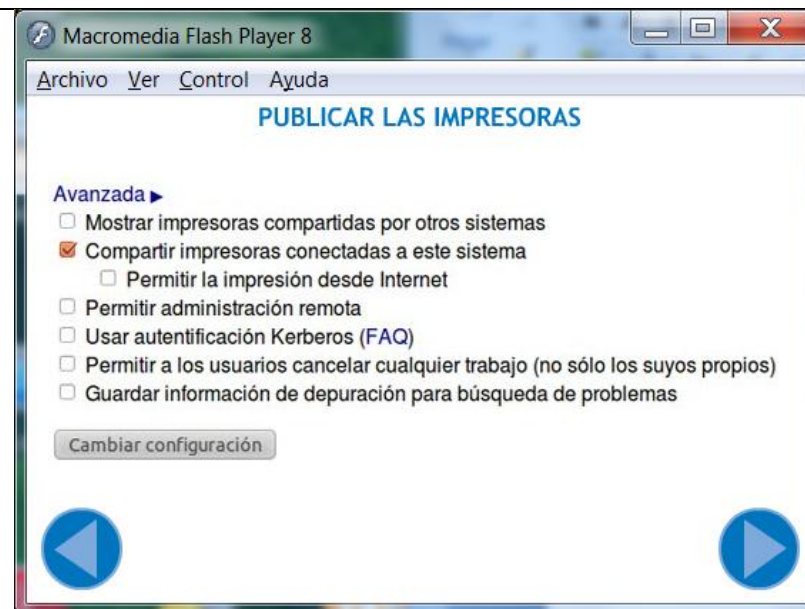 Macromedia Flash Player 8
Archivo Ver Control Ayuda
PUBLICAR LAS IMPRESORAS
Avanzada ▶
Mostrar impresoras compartidas por otros sistemas
Compartir impresoras conectadas a este sistema
Permitir la impresión desde Internet
Permitir administración remota
Usar autentificación Kerberos (FAQ)
Permitir a los usuarios cancelar cualquier trabajo (no sólo los suyos propios)
Guardar información de depuración para búsqueda de problemas
Cambiar configuración